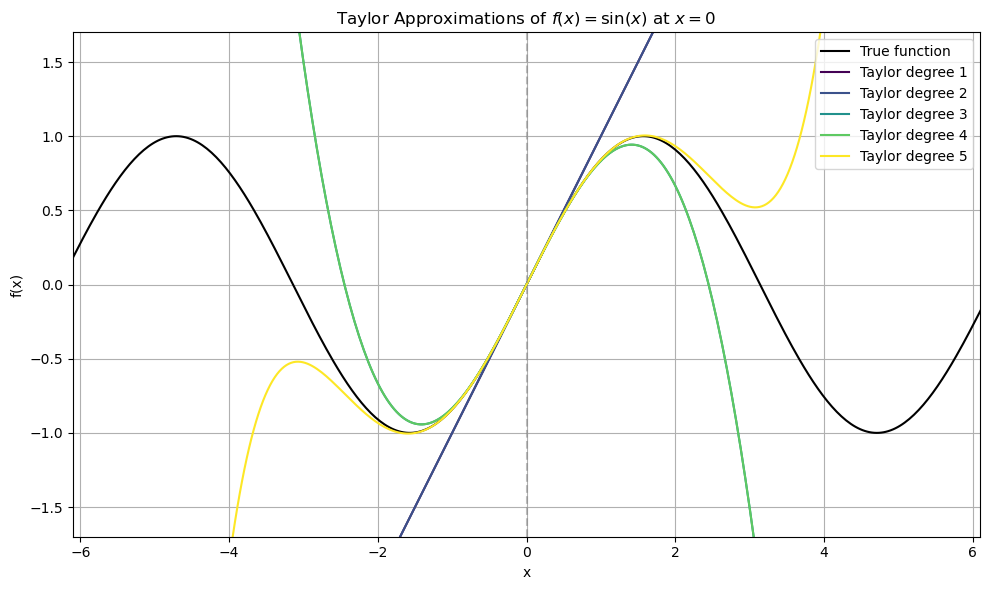 Taylor Approximations of f(x) = sin(x) at x = 0
True function
Taylor degree 1
Taylor degree 2
Taylor degree 3
Taylor degree 4
Taylor degree 5
f(x)
1.5
1.0
0.5
0.0
−0.5
−1.0
−1.5
−6 −4 −2 0 2 4 6
x